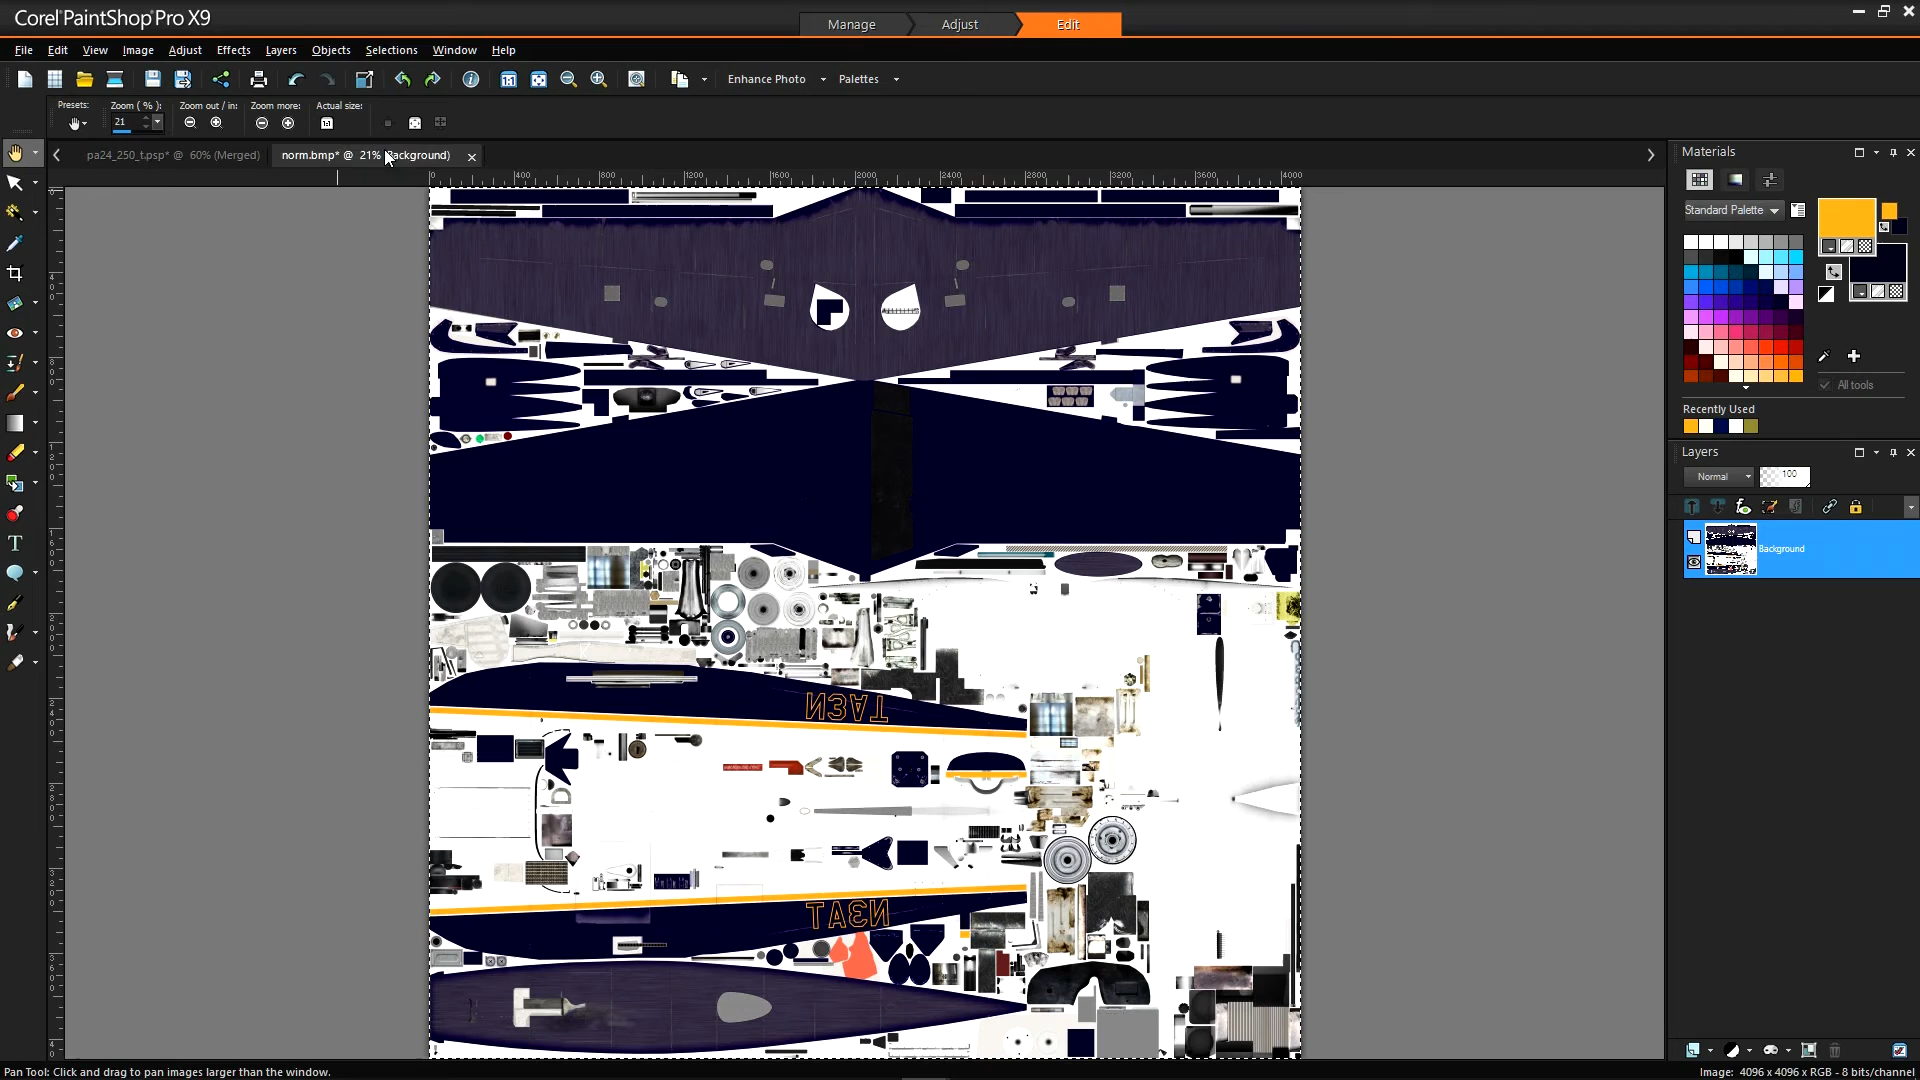 Corel PaintShop Pro X9
Manage
Adjust
Edit
File
Edit
View
Image
Adjust
Effects
Layers
Objects
Selections
Window
Help
Enhance Photo
Palettes
Presets:
Zoom ( % ):
Zoom out / in:
Zoom more:
Actual size:
21
pa24_250_t.psp* @ 60% (Merged)
norm.bmp* @ 21% (Background)
Materials
Standard Palette
All tools
Recently Used
Layers
Normal
100
Background
Pan Tool: Click and drag to pan images larger than the window.
Image: 4096 x 4096 x RGB - 8 bits/channel